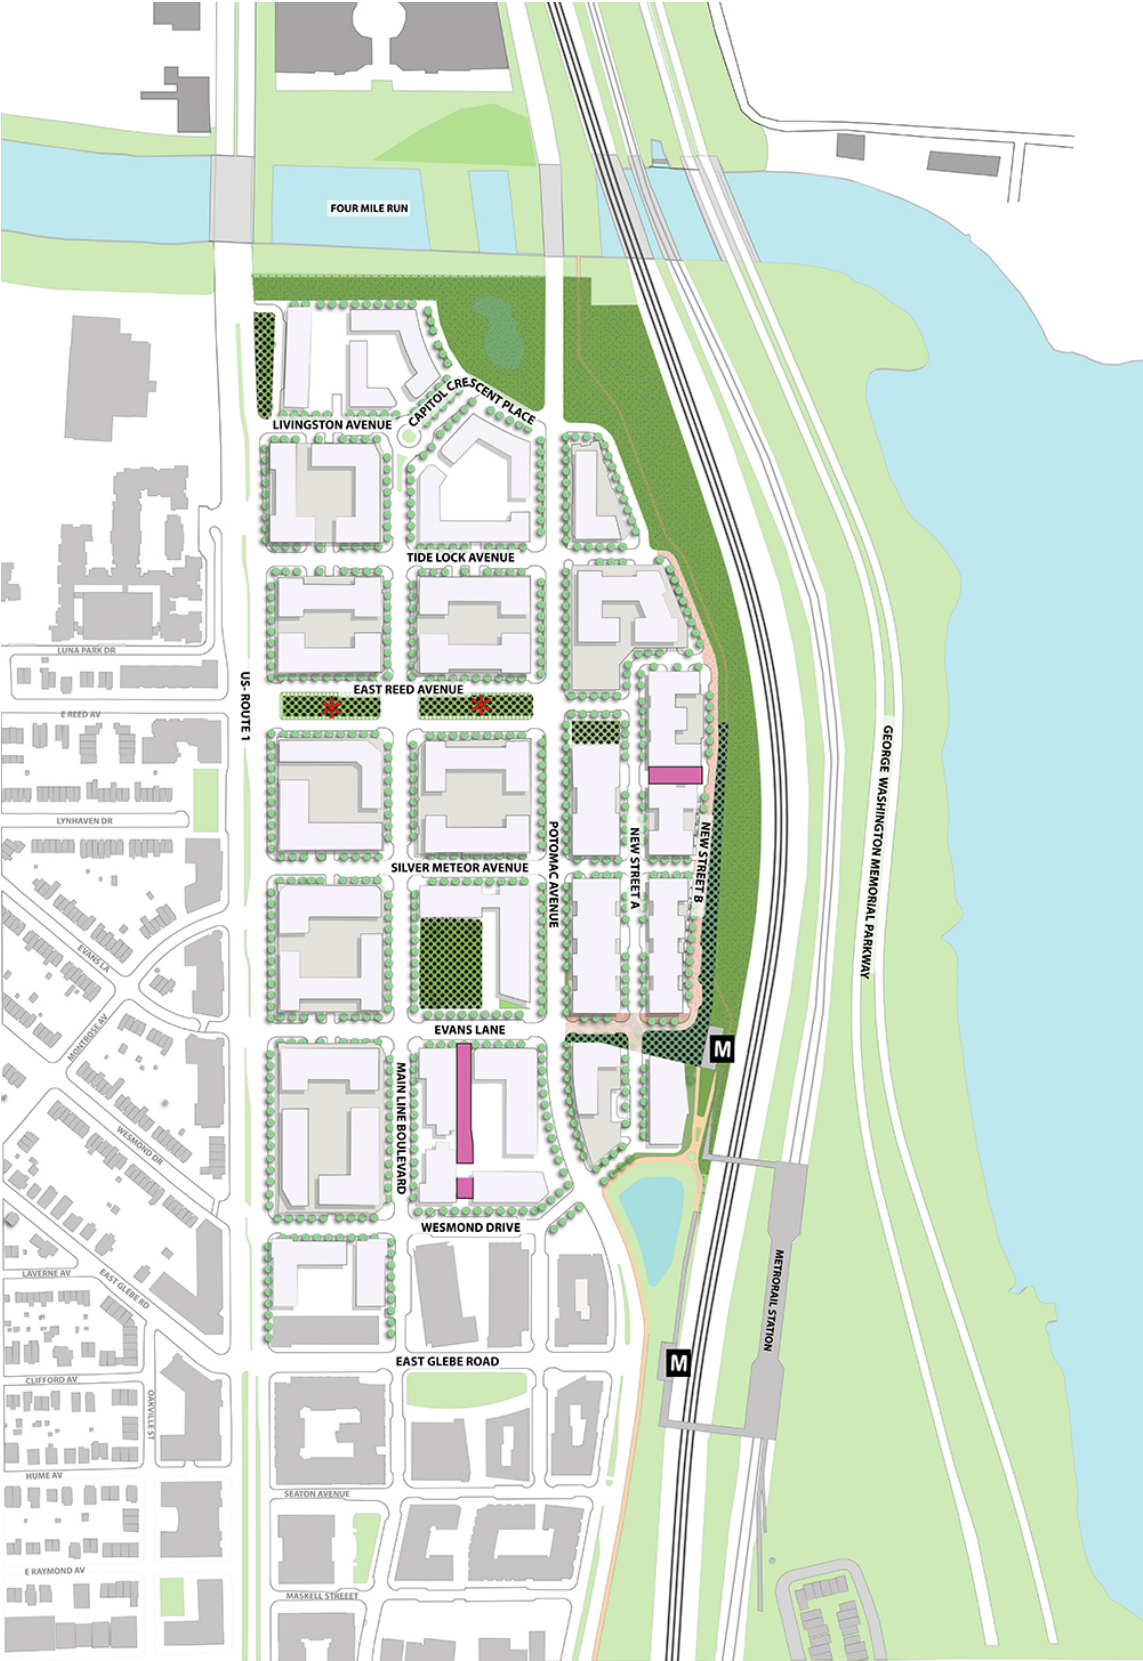 FOUR MILE RUN
CAPITOL CRESCENT PLACE
LIVINGSTON AVENUE
TIDE LOCK AVENUE
LUNA PARK DR
US- ROUTE 1
EAST REED AVENUE
E REED AV
GEORGE WASHINGTON MEMORIAL PARKWAY
LYNHAVEN DR
POTOMAC AVENUE
NEW STREET A
NEW STREET B
SILVER METEOR AVENUE
EVANS LA
MONTROSE AV
EVANS LANE
M
MAIN LINE BOULEVARD
WESMOND DR
WESMOND DRIVE
LAVERNE AV
EAST GLEBE RD
METRORAIL STATION
EAST GLEBE ROAD
M
CLIFFORD AV
OAKVILLE ST
HUME AV
SEATON AVENUE
E RAYMOND AV
MASKELL STREEET